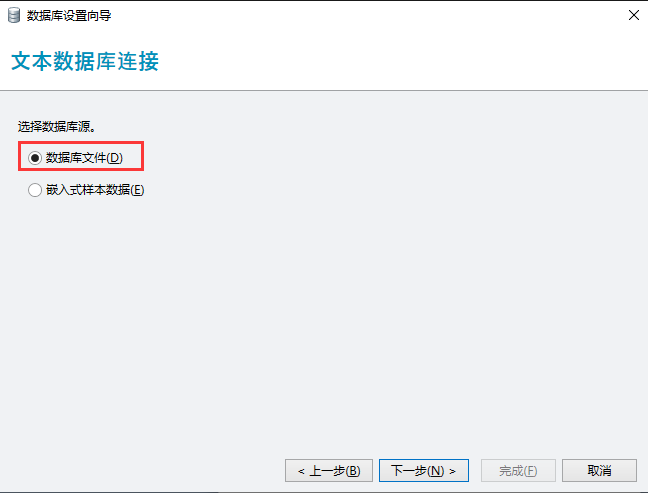 数据库设置向导
文本数据库连接
选择数据库源。
数据库文件(D)
嵌入式样本数据(E)
< 上一步(B) 下一步(N) > 完成(F) 取消